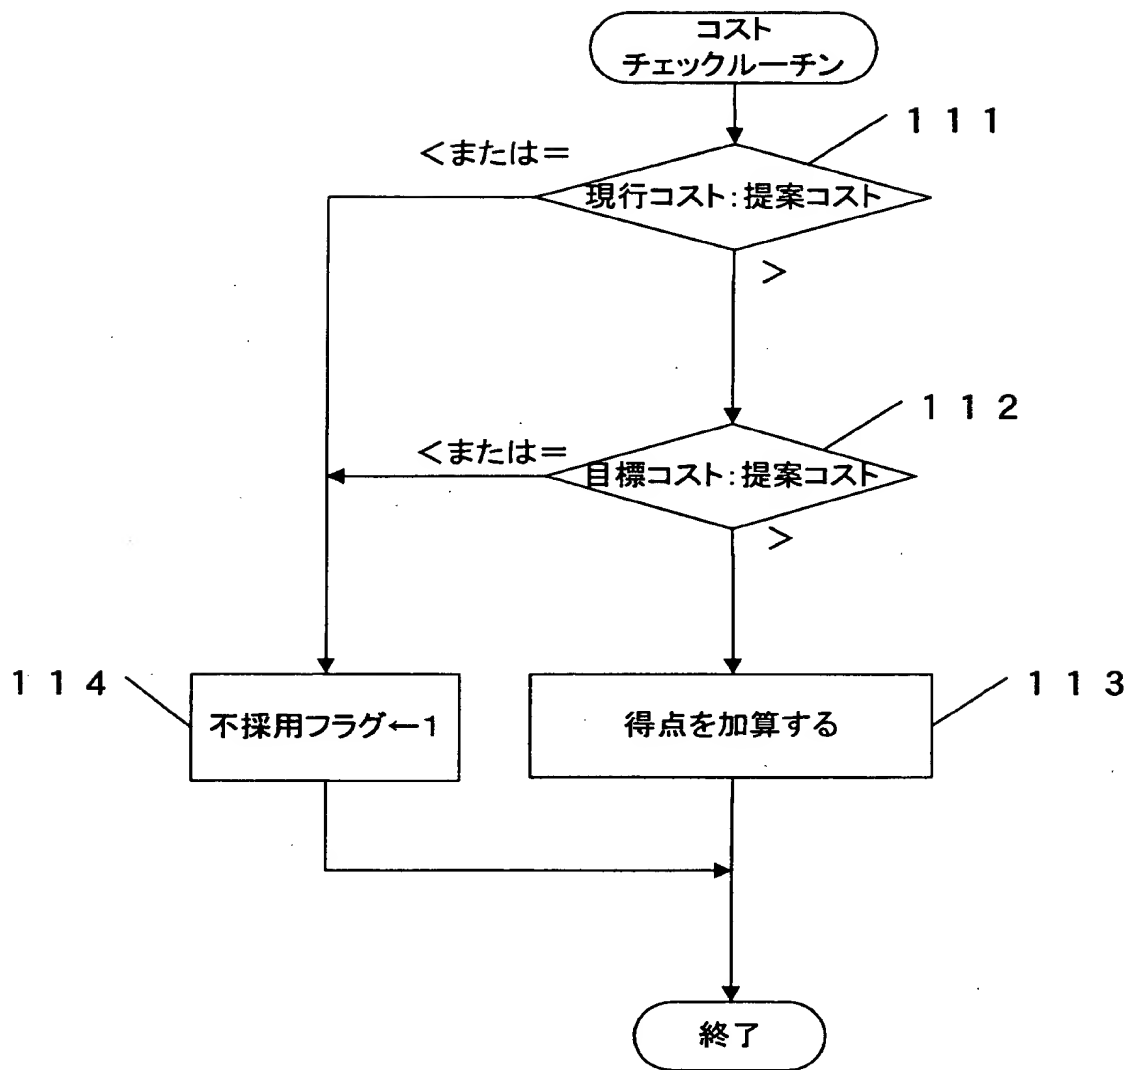 コスト
チェックルーチン
111
<または=
現行コスト:提案コスト
>
112
<または=
目標コスト:提案コスト
>
114
不採用フラグ←1
得点を加算する
113
終了